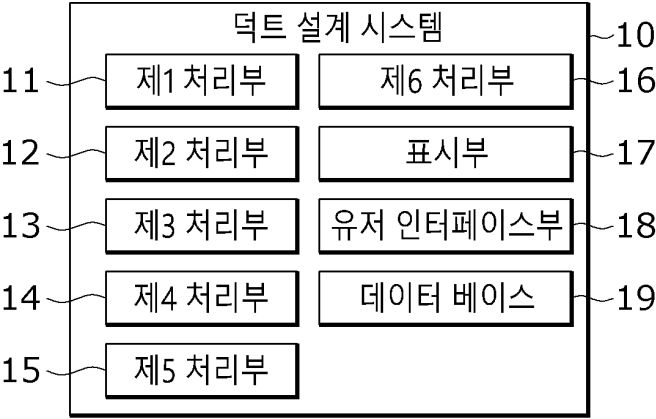 덕트 설계 시스템 10
11 제1 처리부 제6 처리부 16
12 제2 처리부 표시부 17
13 제3 처리부 유저 인터페이스부 18
14 제4 처리부 데이터 베이스 19
15 제5 처리부